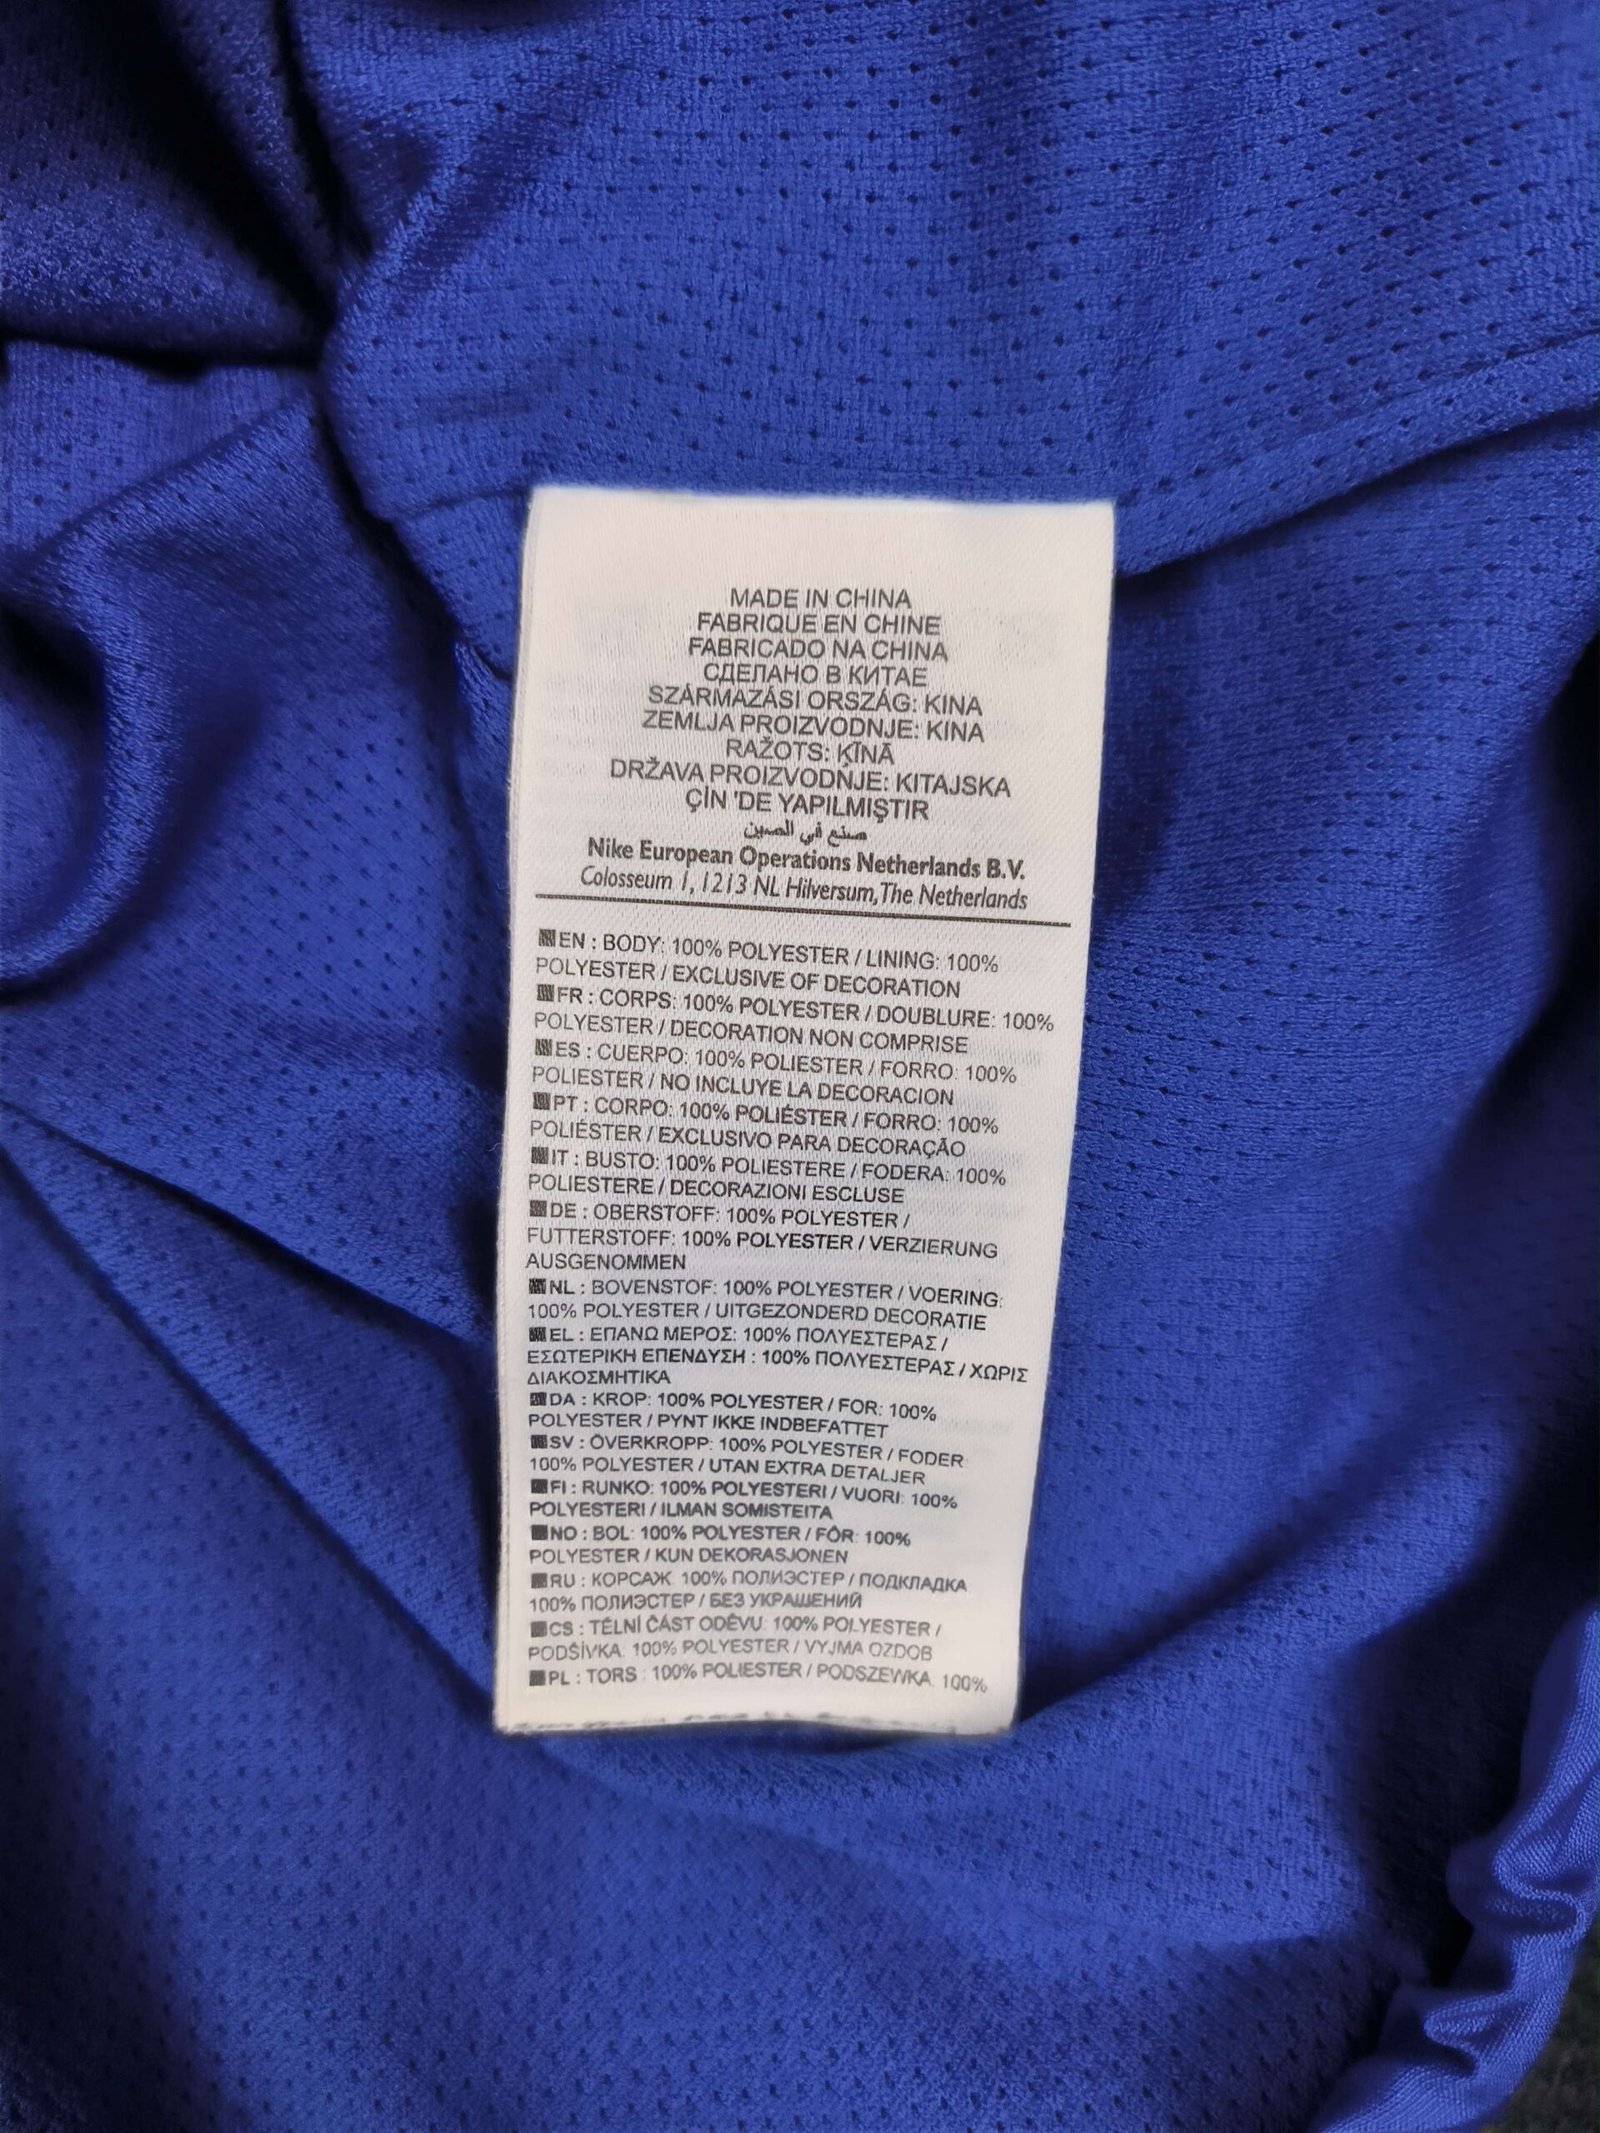 MADE IN CHINA
FABRIQUE EN CHINE
FABRICADO NA CHINA
СДЕЛАНО В КИТАЕ
SZÁRMAZÁSI ORSZÁG: KINA
ZEMLJA PROIZVODNJE: KINA
RAŽOTS: ĶĪNĀ
DRŽAVA PROIZVODNJE: KITAJSKA
ÇİN 'DE YAPILMIŞTIR
صنع في الصين
Nike European Operations Netherlands B.V.
Colosseum 1, 1213 NL Hilversum, The Netherlands
EN : BODY: 100% POLYESTER / LINING: 100%
POLYESTER / EXCLUSIVE OF DECORATION
FR : CORPS: 100% POLYESTER / DOUBLURE: 100%
POLYESTER / DECORATION NON COMPRISE
ES : CUERPO: 100% POLIESTER / FORRO: 100%
POLIESTER / NO INCLUYE LA DECORACION
PT : CORPO: 100% POLIÉSTER / FORRO: 100%
POLIÉSTER / EXCLUSIVO PARA DECORAÇÃO
IT : BUSTO: 100% POLIESTERE / FODERA: 100%
POLIESTERE / DECORAZIONI ESCLUSE
DE : OBERSTOFF: 100% POLYESTER /
FUTTERSTOFF: 100% POLYESTER / VERZIERUNG
AUSGENOMMEN
NL : BOVENSTOF: 100% POLYESTER / VOERING:
100% POLYESTER / UITGEZONDERD DECORATIE
EL : ΕΠΑΝΩ ΜΕΡΟΣ: 100% ΠΟΛΥΕΣΤΕΡΑΣ /
ΕΣΩΤΕΡΙΚΗ ΕΠΕΝΔΥΣΗ : 100% ΠΟΛΥΕΣΤΕΡΑΣ / ΧΩΡΙΣ
ΔΙΑΚΟΣΜΗΤΙΚΑ
DA : KROP: 100% POLYESTER / FOR: 100%
POLYESTER / PYNT IKKE INDBEFATTET
SV : ÖVERKROPP: 100% POLYESTER / FODER:
100% POLYESTER / UTAN EXTRA DETALJER
FI : RUNKO: 100% POLYESTERI / VUORI: 100%
POLYESTERI / ILMAN SOMISTEITA
NO : BOL: 100% POLYESTER / FÔR: 100%
POLYESTER / KUN DEKORASJONEN
RU : КОРСАЖ: 100% ПОЛИЭСТЕР / ПОДКЛАДКА:
100% ПОЛИЭСТЕР / БЕЗ УКРАШЕНИЙ
CS : TĚLNÍ ČÁST ODĚVU: 100% POLYESTER /
PODŠÍVKA: 100% POLYESTER / VYJMA OZDOB
PL : TORS : 100% POLIESTER / PODSZEWKA: 100%